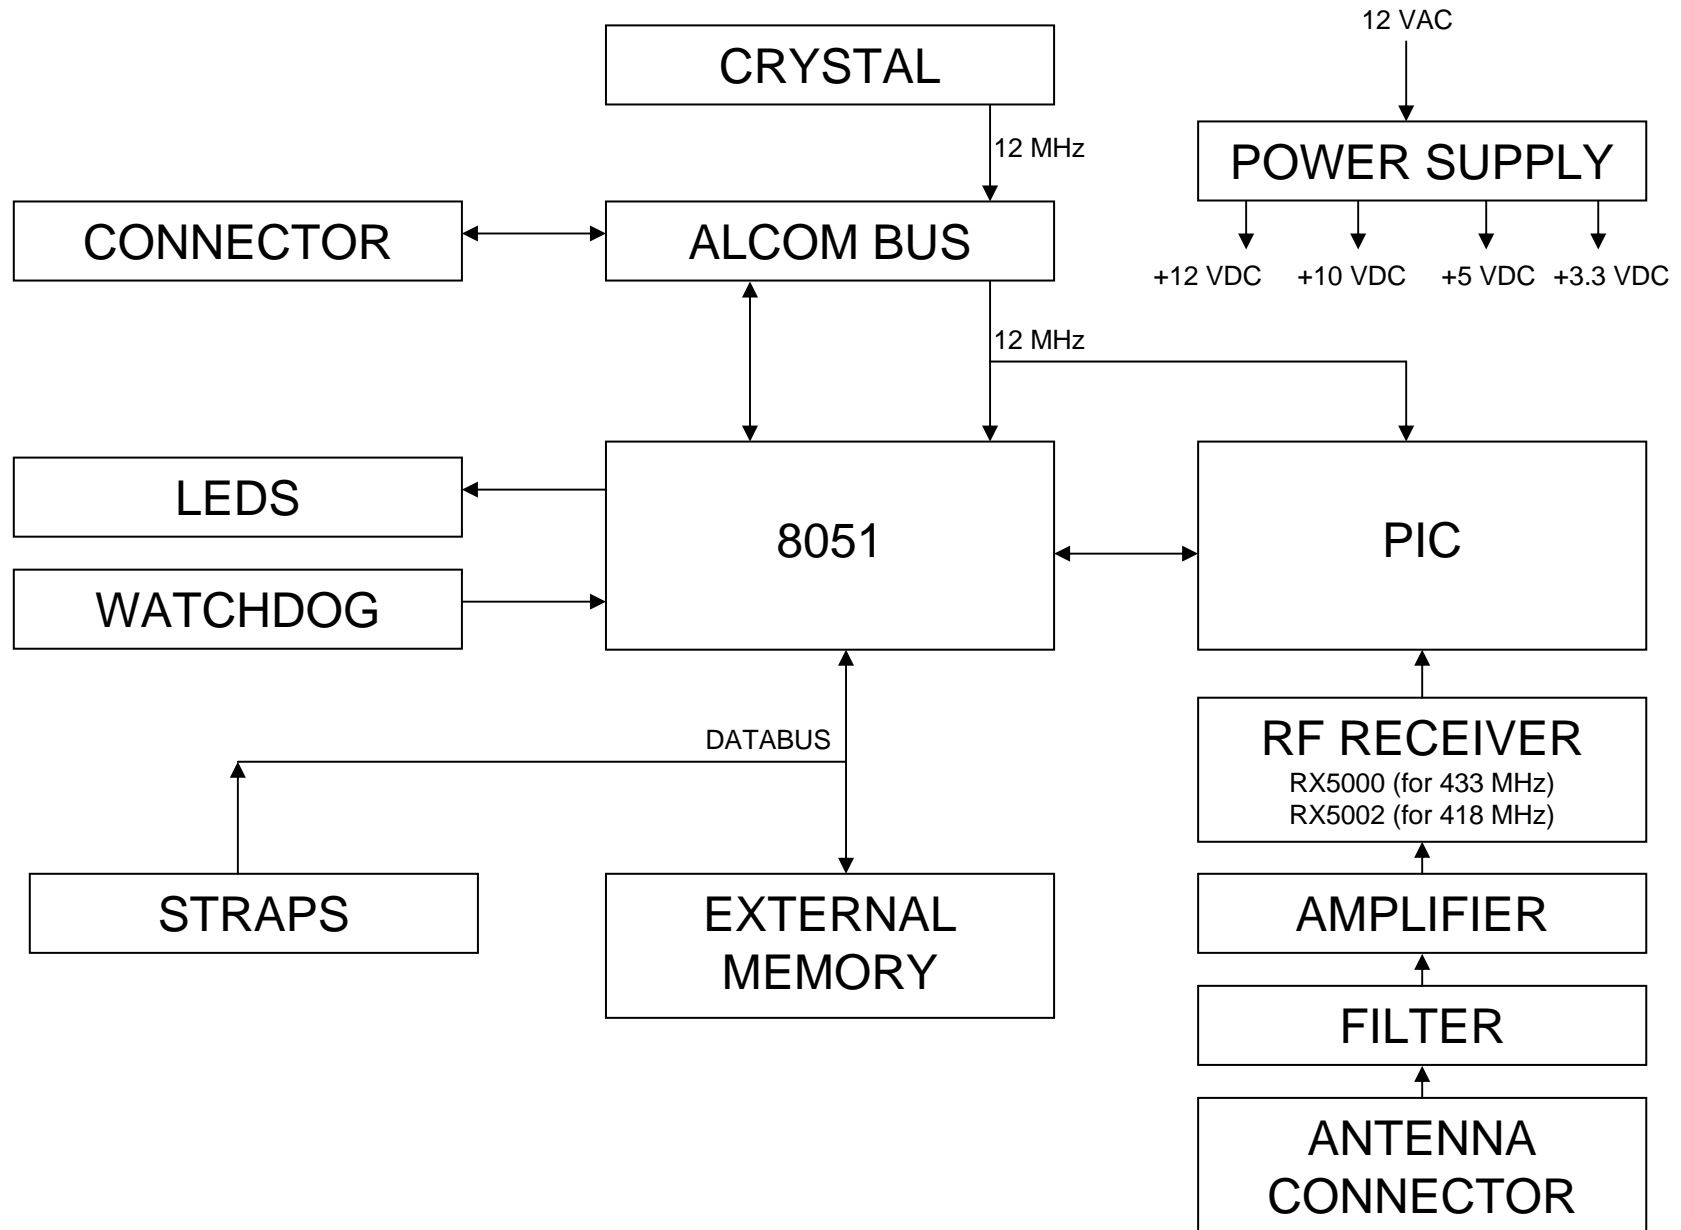 12 VAC
CRYSTAL
12 MHz
POWER SUPPLY
CONNECTOR
ALCOM BUS
+12 VDC
+10 VDC
+5 VDC
+3.3 VDC
12 MHz
LEDS
8051
PIC
WATCHDOG
DATABUS
RF RECEIVER
RX5000 (for 433 MHz)
RX5002 (for 418 MHz)
STRAPS
EXTERNAL
MEMORY
AMPLIFIER
FILTER
ANTENNA
CONNECTOR